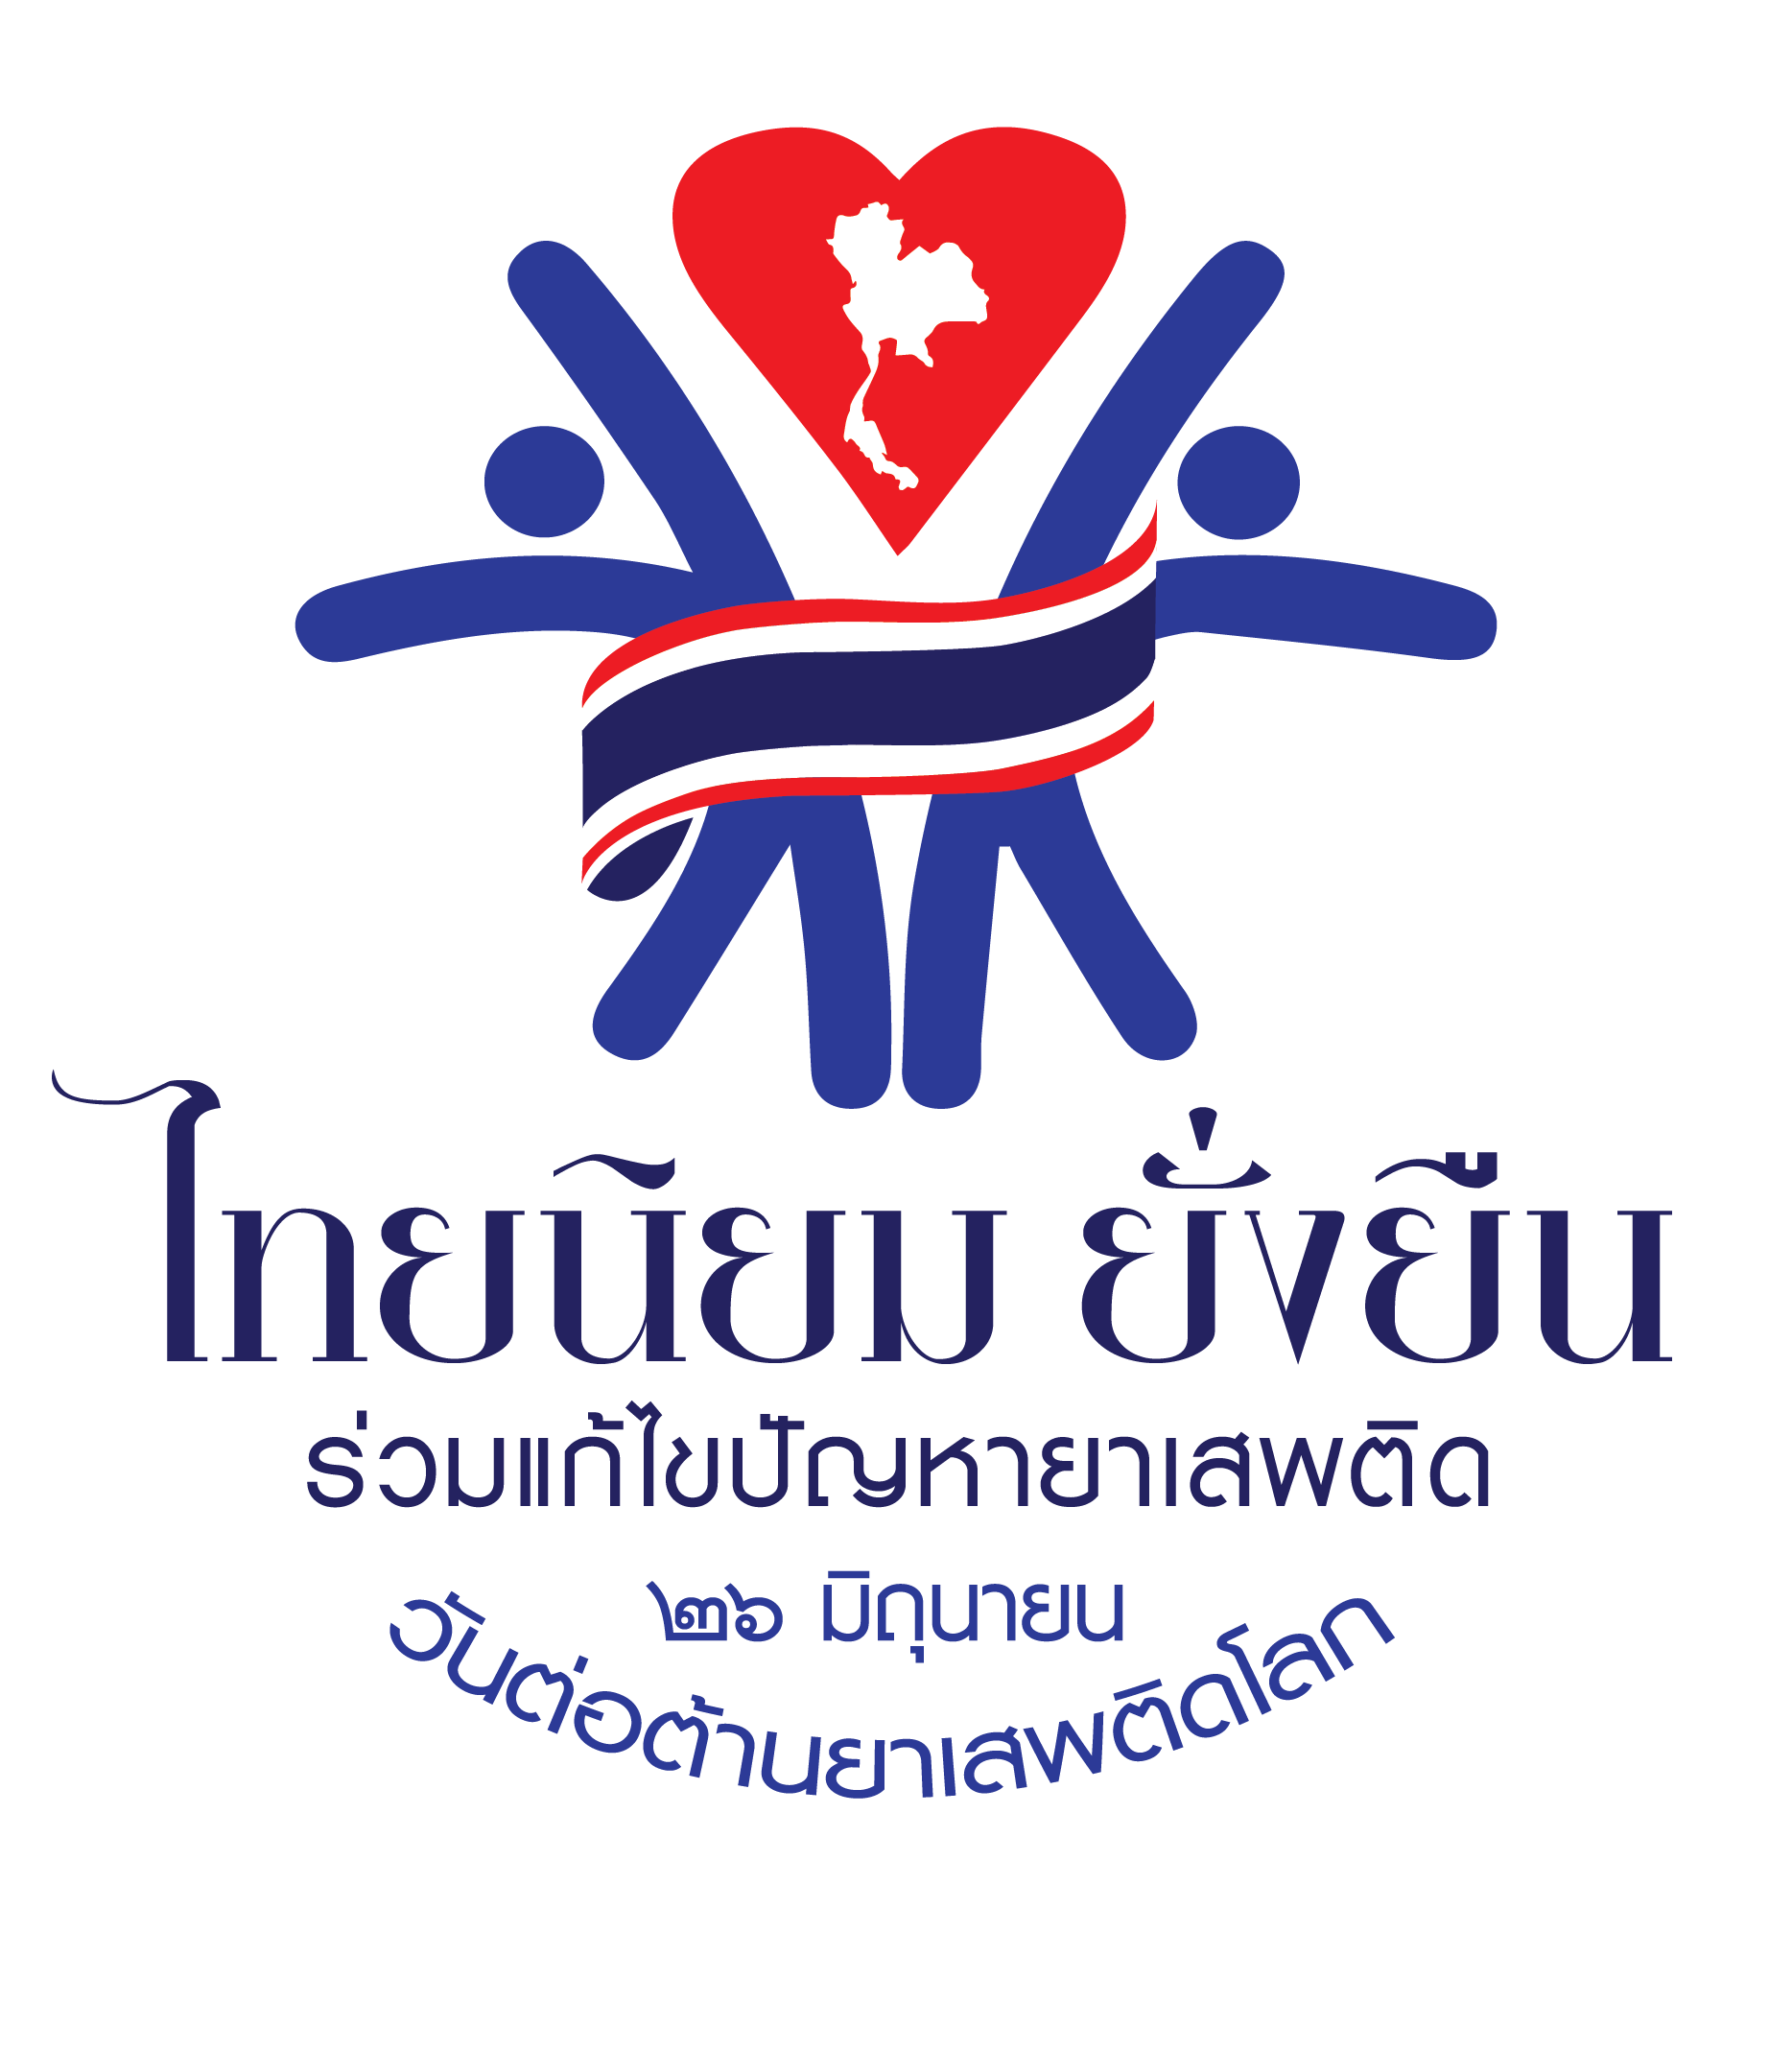 ไทยนิยม ยั่งยืน
ร่วมแก้ไขปัญหายาเสพติด
๒๖ มิถุนายน
วันต่อต้านยาเสพติดโลก